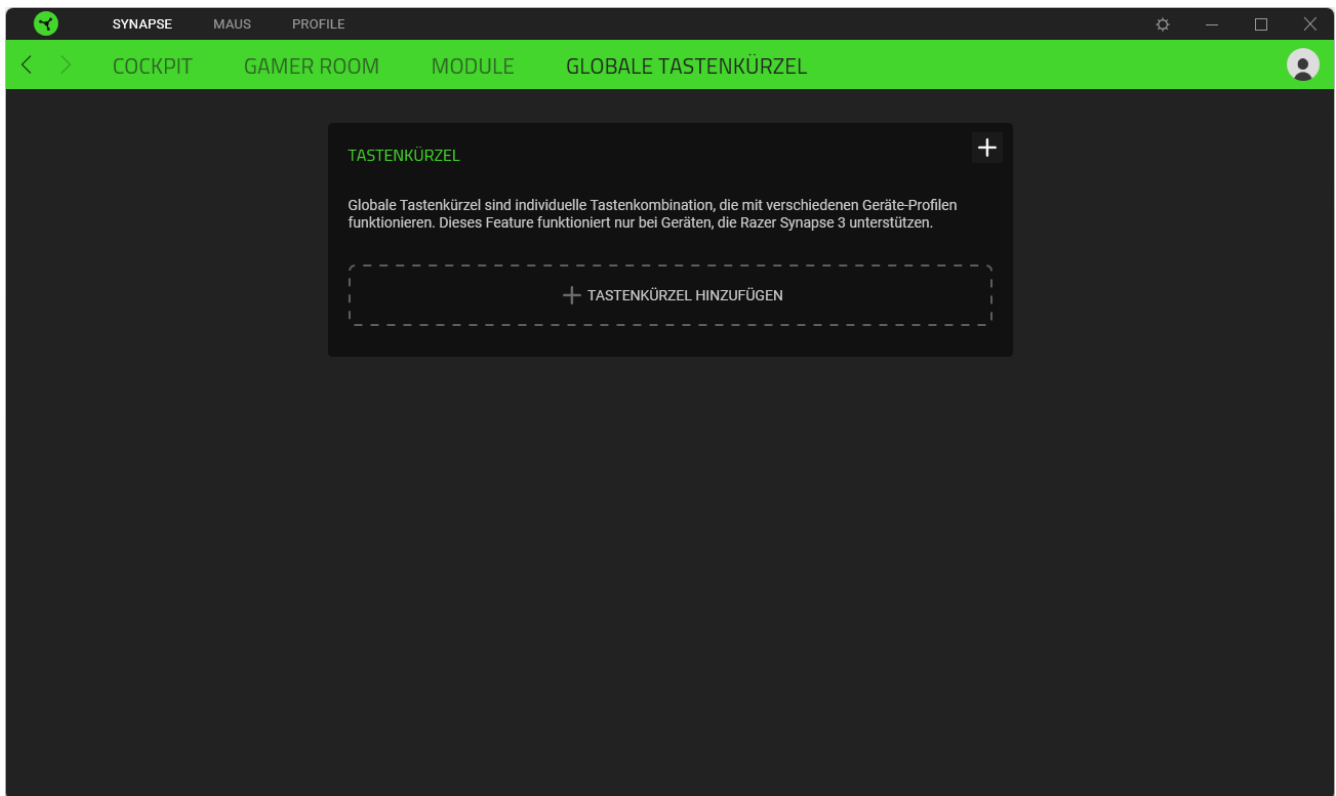 SYNAPSE MAUS PROFILE
COCKPIT GAMER ROOM MODULE GLOBALE TASTENKÜRZEL
TASTENKÜRZEL
Globale Tastenkürzel sind individuelle Tastenkombination, die mit verschiedenen Geräte-Profilen
funktionieren. Dieses Feature funktioniert nur bei Geräten, die Razer Synapse 3 unterstützen.
TASTENKÜRZEL HINZUFÜGEN